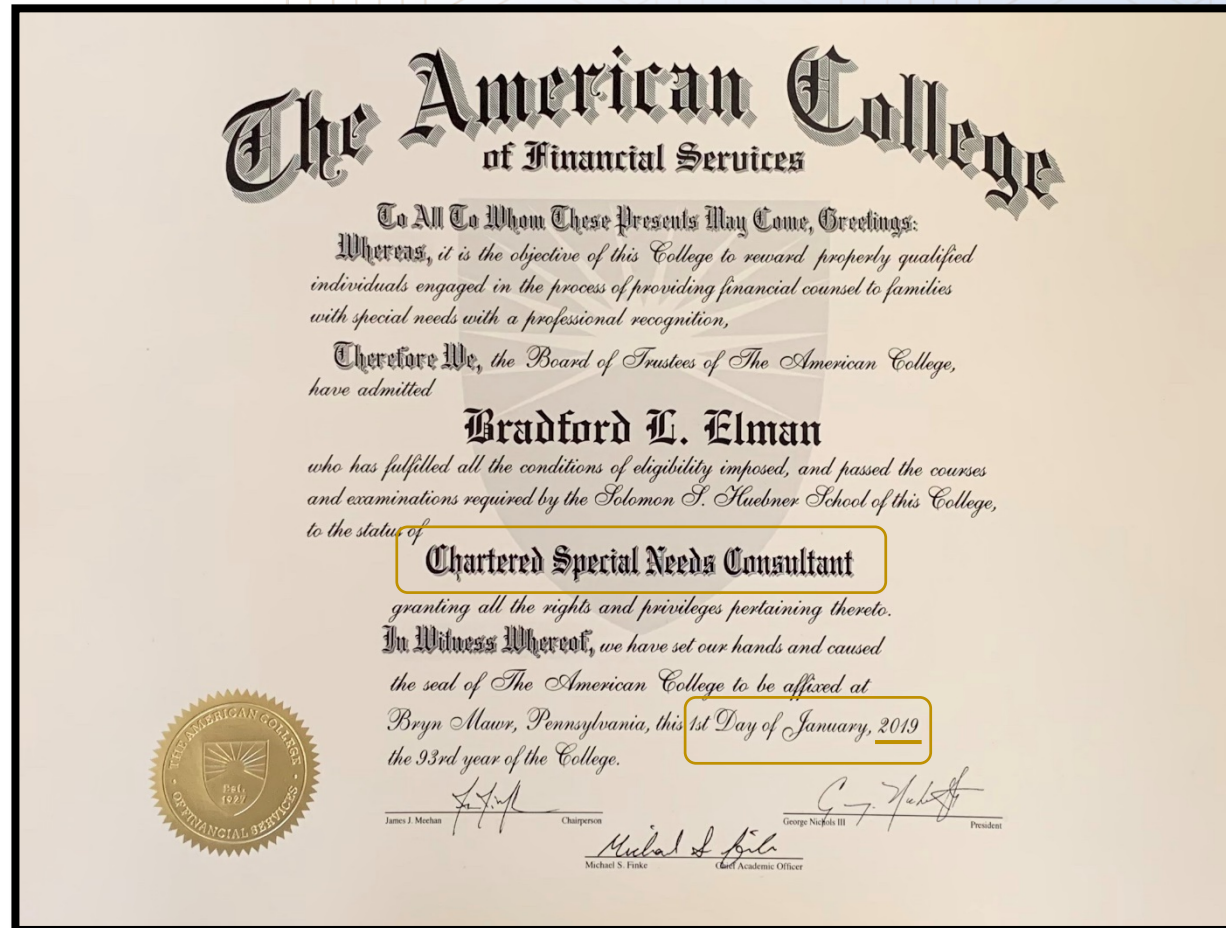 The American College
of Financial Services
To All To Whom These Presents May Come, Greetings:
Whereas, it is the objective of this College to reward properly qualified
individuals engaged in the process of providing financial counsel to families
with special needs with a professional recognition,
Therefore We, the Board of Trustees of The American College,
have admitted
Bradford L. Elman
who has fulfilled all the conditions of eligibility imposed, and passed the courses
and examinations required by the Solomon S. Huebner School of this College,
to the status of
Chartered Special Needs Consultant
granting all the rights and privileges pertaining thereto.
In Witness Whereof, we have set our hands and caused
the seal of The American College to be affixed at
Bryn Mawr, Pennsylvania, this 1st Day of January, 2019
the 93rd year of the College.
THE AMERICAN COLLEGE
OF FINANCIAL SERVICES
Est.
1927
James J. Meehan Chairperson
George Nichols III President
Michael S. Finke Chief Academic Officer